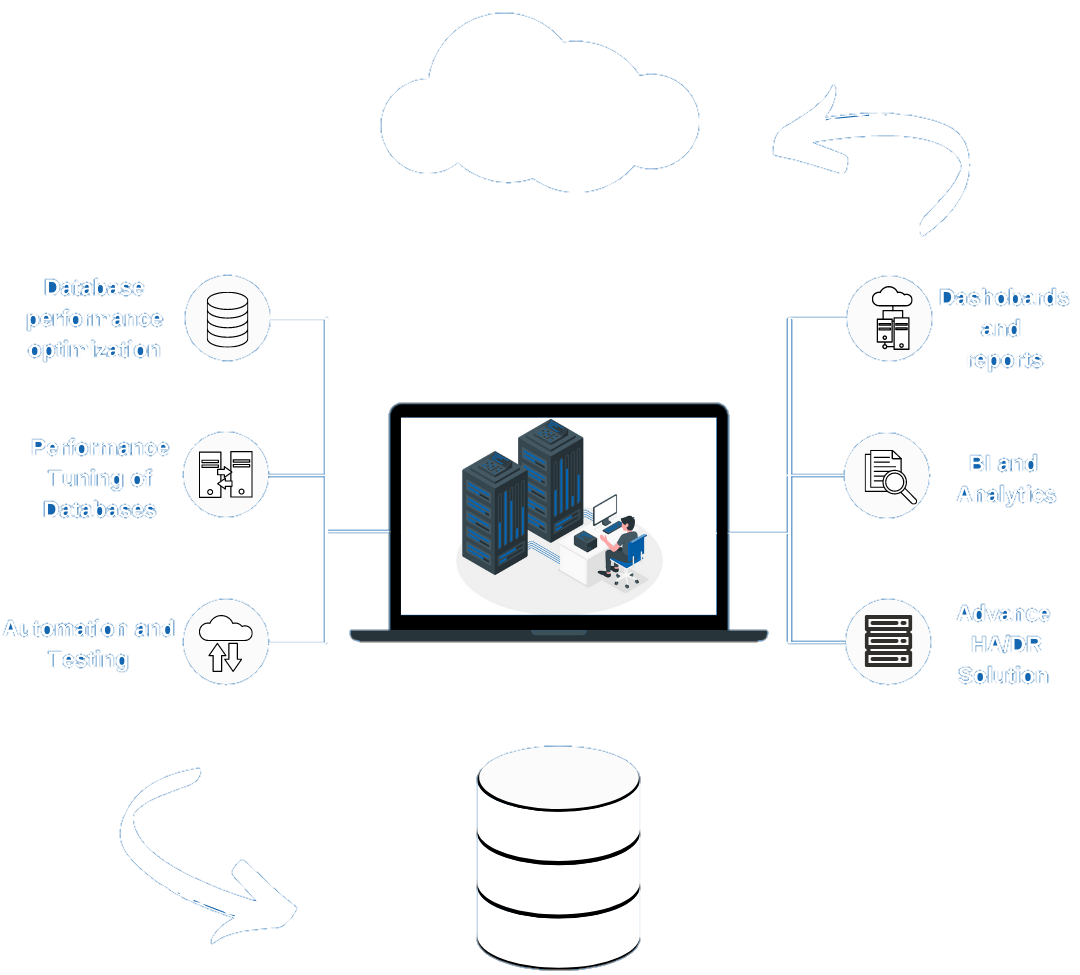 Database
performance
optimization
Performance
Tuning of
Databases
Automation and
Testing
Dashobards
and
reports
BI and
Analytics
Advance
HA/DR
Solution